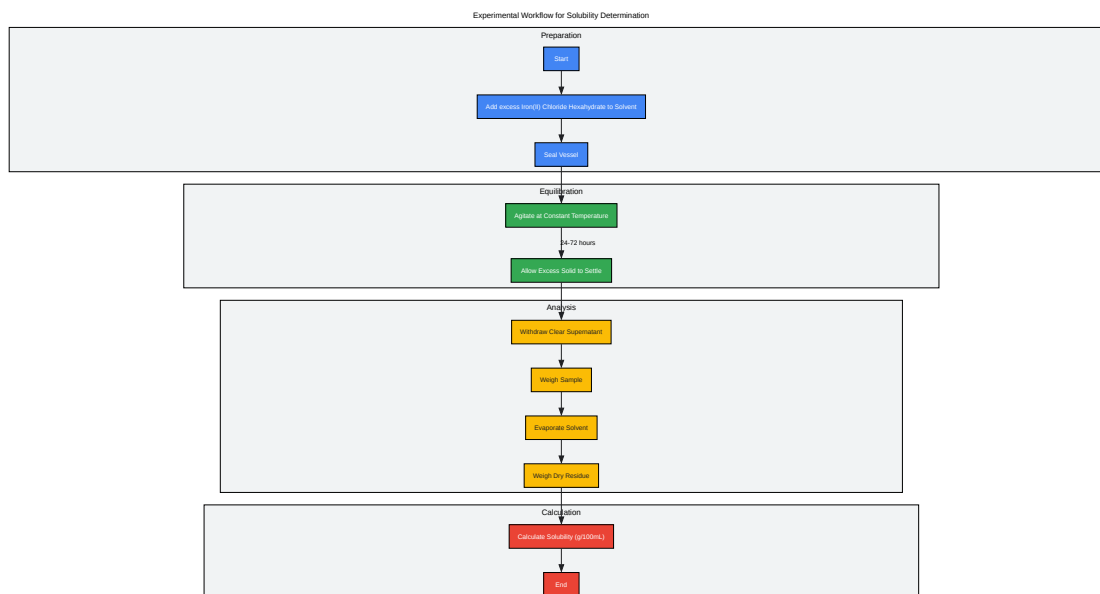 Experimental Workflow for Solubility Determination
Preparation
Start
Add excess Iron(II) Chloride Hexahydrate to Solvent
Seal Vessel
Equilibration
Agitate at Constant Temperature
24-72 hours
Allow Excess Solid to Settle
Analysis
Withdraw Clear Supernatant
Weigh Sample
Evaporate Solvent
Weigh Dry Residue
Calculation
Calculate Solubility (g/100mL)
End